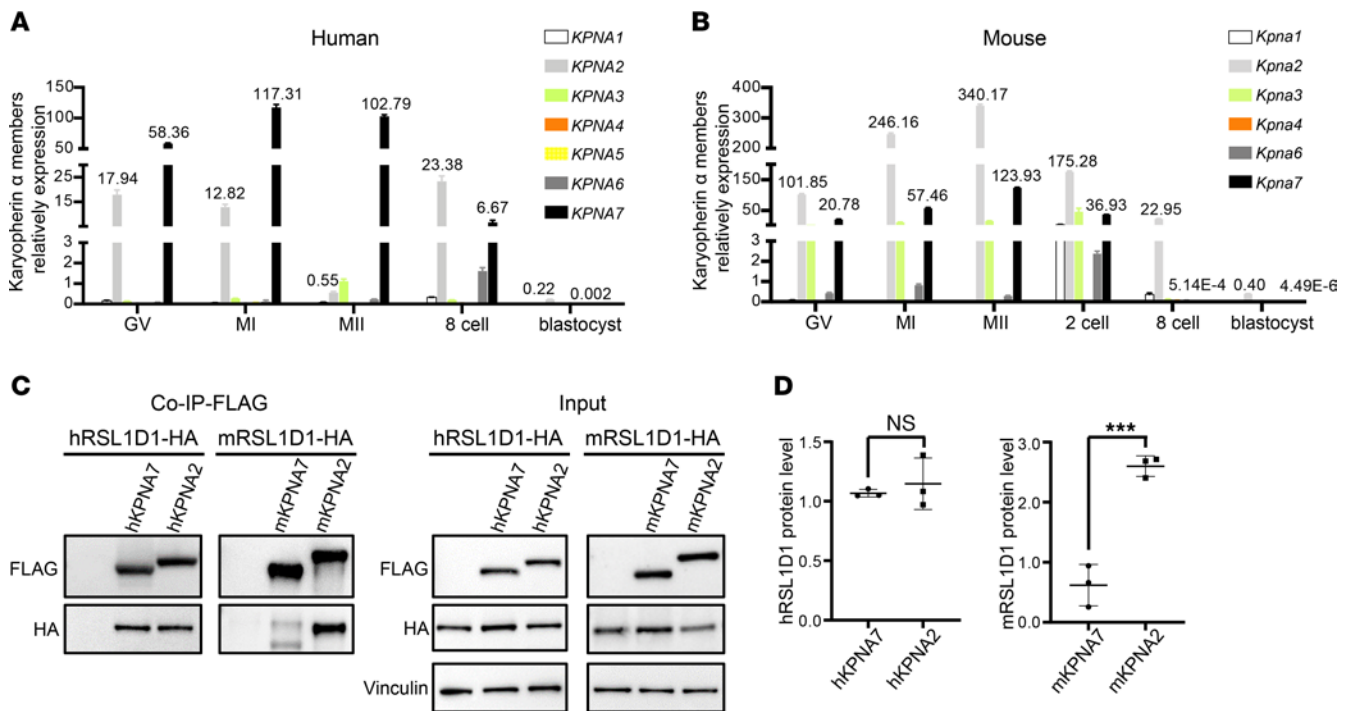 A
Human
Karyopherin α members
relatively expression
150
125
100
75
50
25
15
3
2
1
0
17.94
58.36
12.82
117.31
0.55
102.79
23.38
6.67
0.22
0.002
GV
MI
MII
8 cell
blastocyst
KPNA1
KPNA2
KPNA3
KPNA4
KPNA5
KPNA6
KPNA7
B
Mouse
Karyopherin α members
relatively expression
400
300
200
100
50
3
2
1
0
101.85
20.78
246.16
57.46
340.17
123.93
175.28
36.93
22.95
5.14E-4
0.40
4.49E-6
GV
MI
MII
2 cell
8 cell
blastocyst
Kpna1
Kpna2
Kpna3
Kpna4
Kpna6
Kpna7
C
Co-IP-FLAG
Input
hRSL1D1-HA
mRSL1D1-HA
hRSL1D1-HA
mRSL1D1-HA
hKPNA7
hKPNA2
mKPNA7
mKPNA2
hKPNA7
hKPNA2
mKPNA7
mKPNA2
FLAG
HA
FLAG
HA
Vinculin
D
hRSL1D1 protein level
1.5
1.0
0.5
0.0
NS
hKPNA7
hKPNA2
mRSL1D1 protein level
3.0
2.0
1.0
0.0
***
mKPNA7
mKPNA2